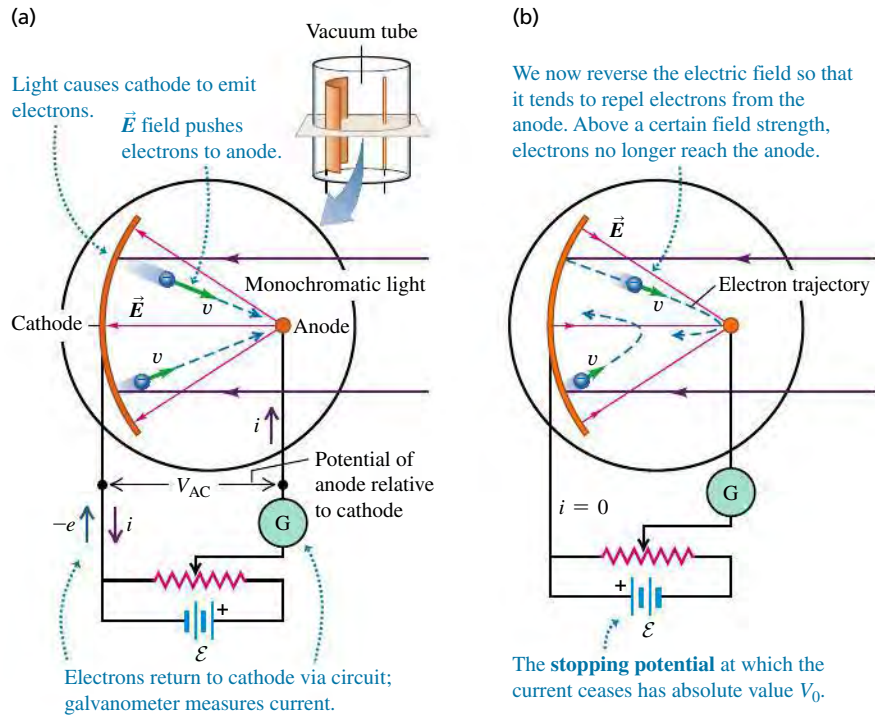 (a)
Vacuum tube
Light causes cathode to emit
electrons.
E field pushes
electrons to anode.
Monochromatic light
E
v
Cathode
Anode
v
i
V_AC
Potential of
anode relative
to cathode
−e
i
G
+
ℰ
Electrons return to cathode via circuit;
galvanometer measures current.
(b)
We now reverse the electric field so that
it tends to repel electrons from the
anode. Above a certain field strength,
electrons no longer reach the anode.
E
Electron trajectory
v
v
G
i = 0
+
ℰ
The stopping potential at which the
current ceases has absolute value V₀.